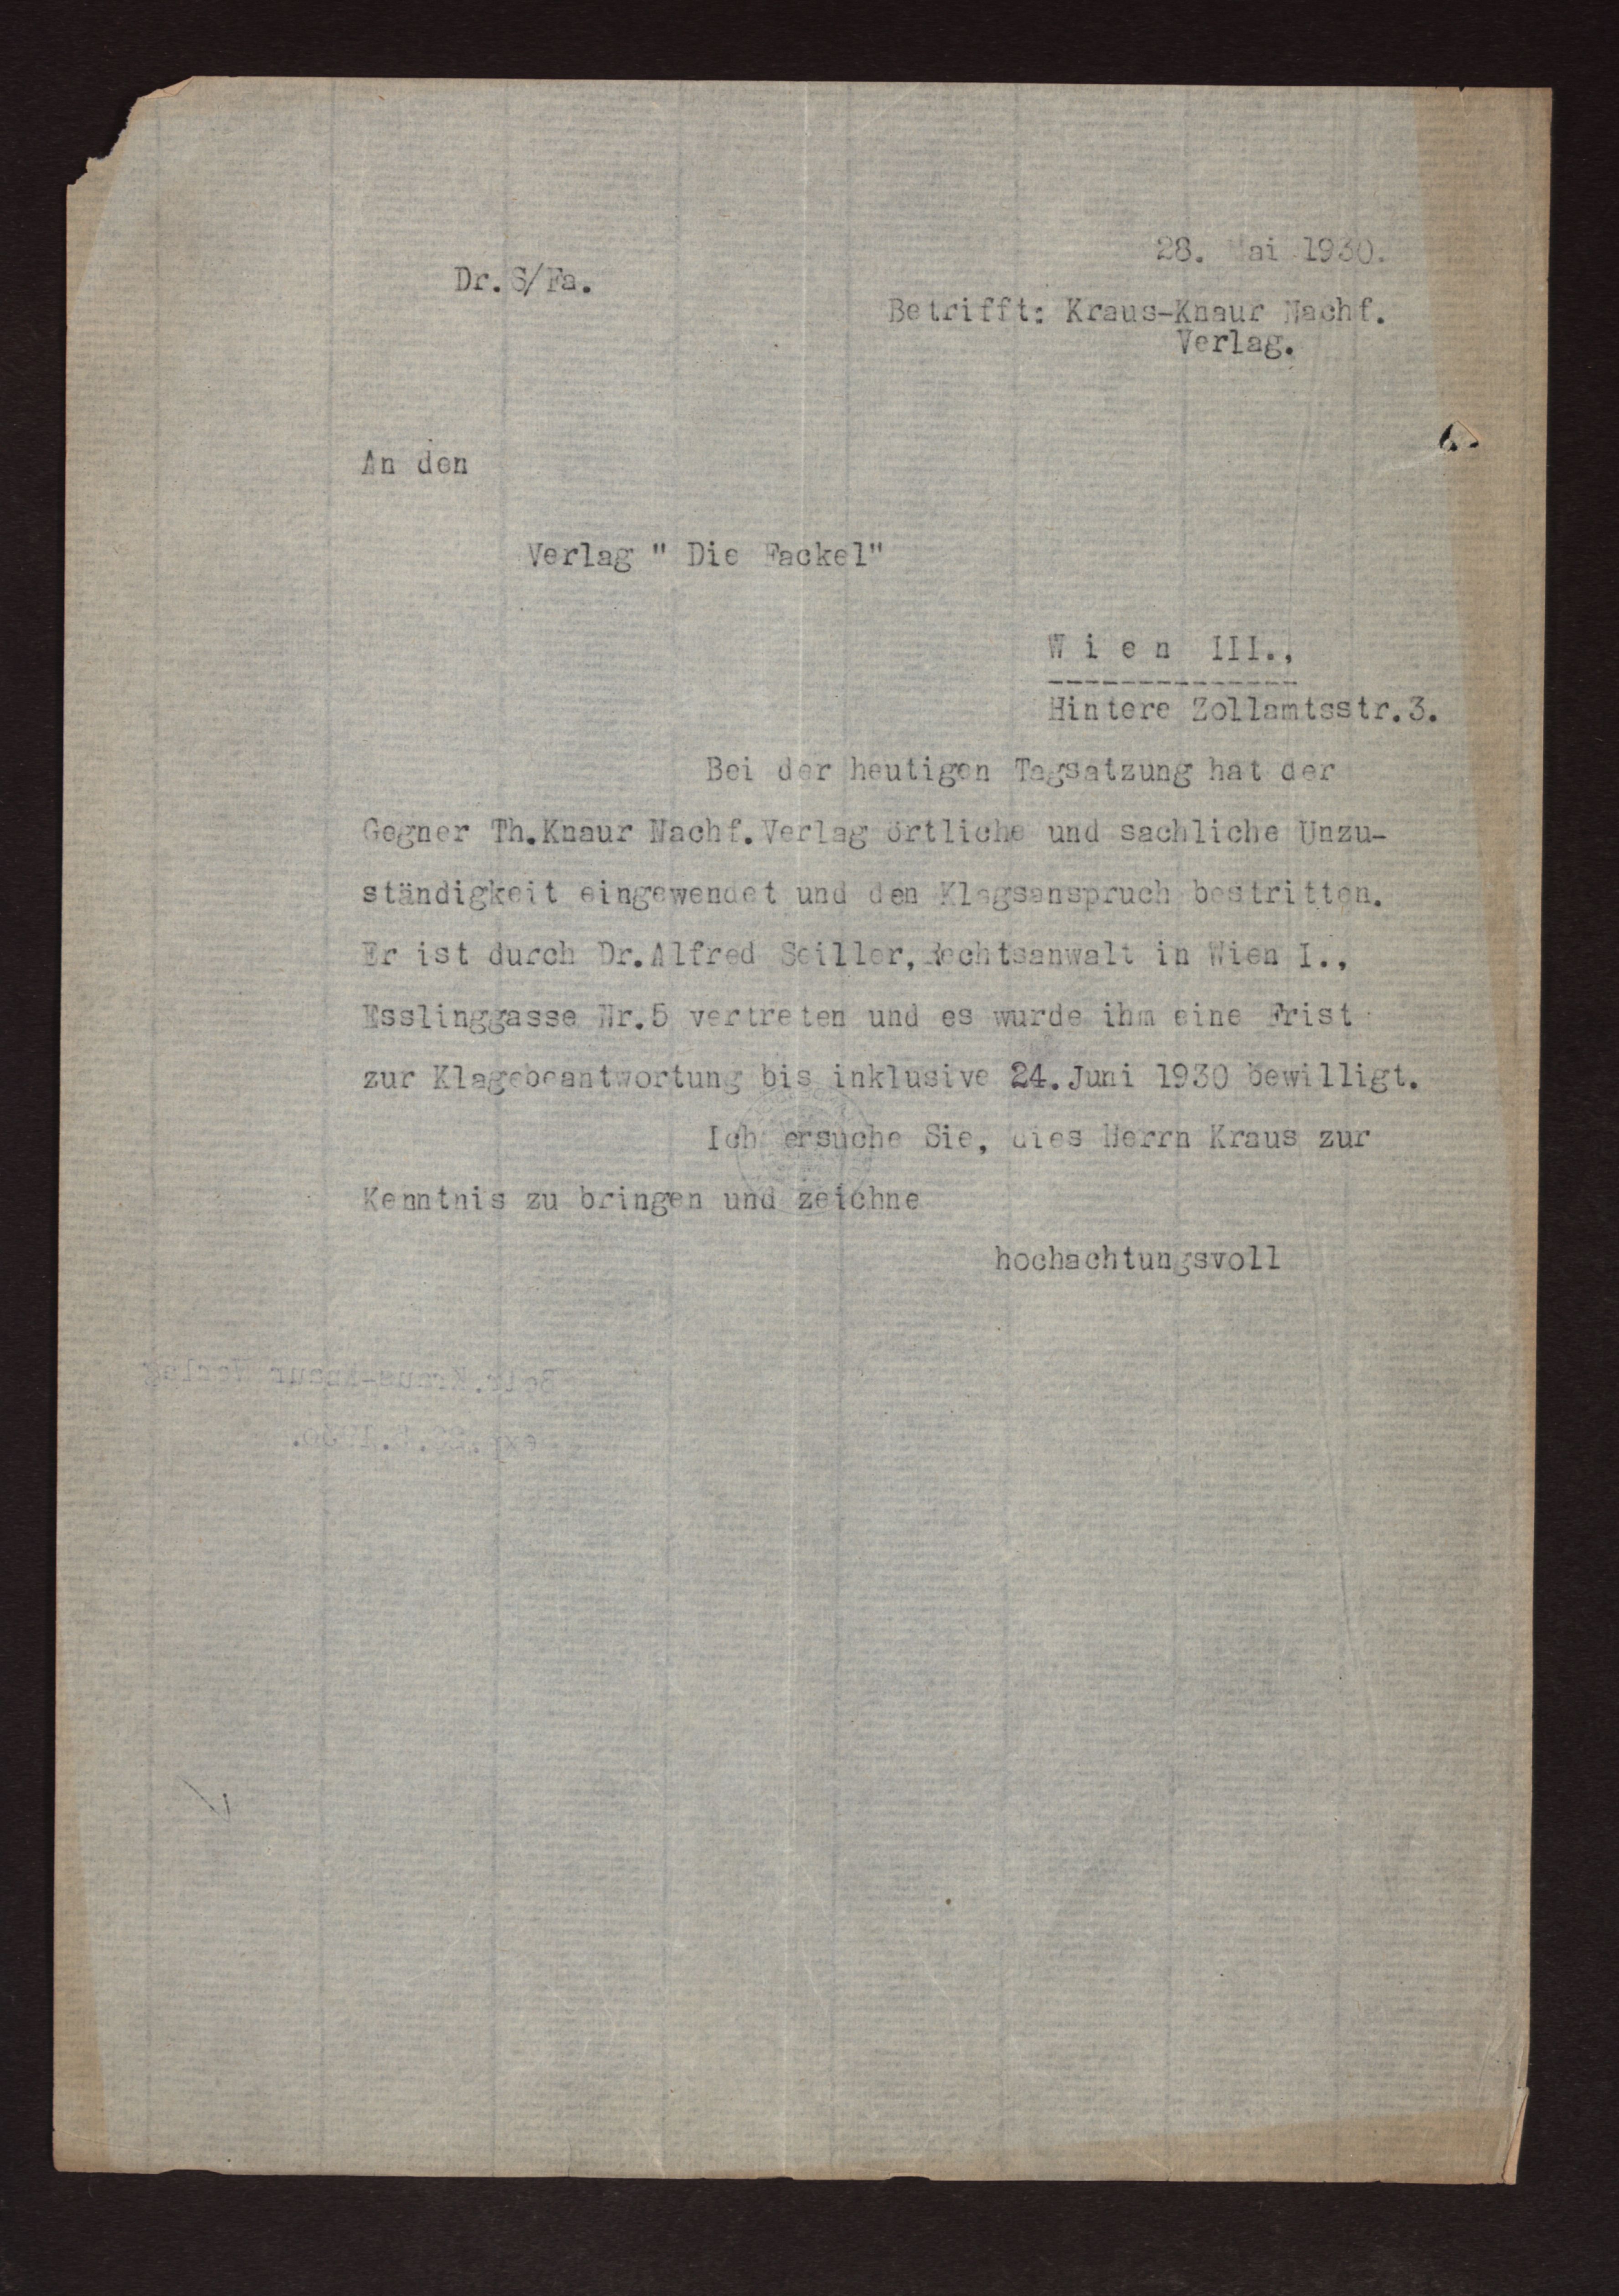 28. Mai 1930.
Dr.S/Fa.
Betrifft: Kraus-Knaur Nachf.
Verlag.
An den
Verlag " Die Fackel"
W i e n III.,
Hintere Zollamtsstr.3.
Bei der heutigen Tagsatzung hat der
Gegner Th.Knaur Nachf.Verlag örtliche und sachliche Unzu-
ständigkeit eingewendet und den Klagsanspruch bestritten.
Er ist durch Dr.Alfred Seiller,Rechtsanwalt in Wien I.,
Esslinggasse Nr.5 vertreten und es wurde ihm eine Frist
zur Klagebeantwortung bis inklusive 24.Juni 1930 bewilligt.
Ich ersuche Sie, dies Herrn Kraus zur
Kenntnis zu bringen und zeichne
hochachtungsvoll
Betr.Kraus-Knaur Verlag